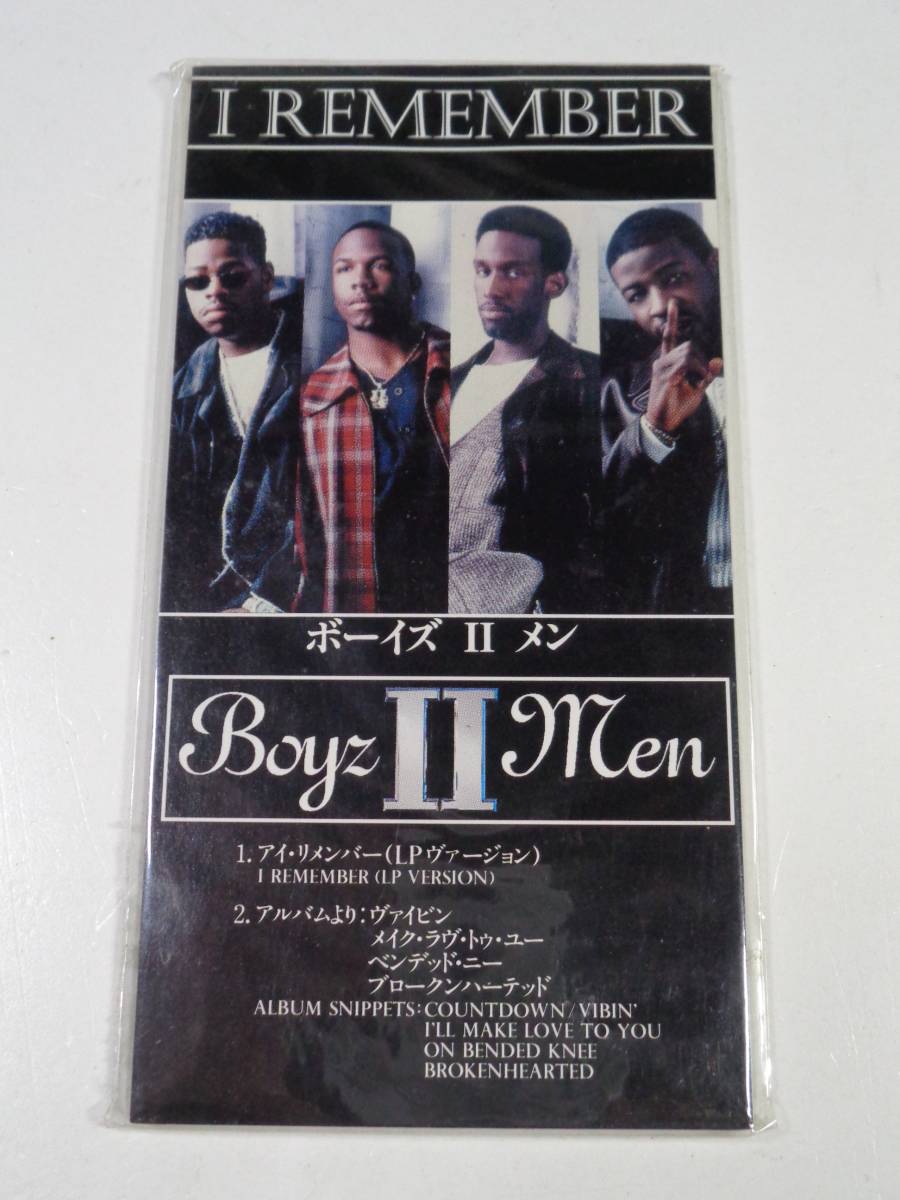 I REMEMBER
ボーイズ II メン
Boyz II Men
1. アイ・リメンバー(LPヴァージョン)
I REMEMBER (LP VERSION)
2. アルバムより:ヴァイビン
メイク・ラヴ・トゥ・ユー
ベンデッド・ニー
ブロークンハーテッド
ALBUM SNIPPETS: COUNTDOWN/VIBIN'
I'LL MAKE LOVE TO YOU
ON BENDED KNEE
BROKENHEARTED